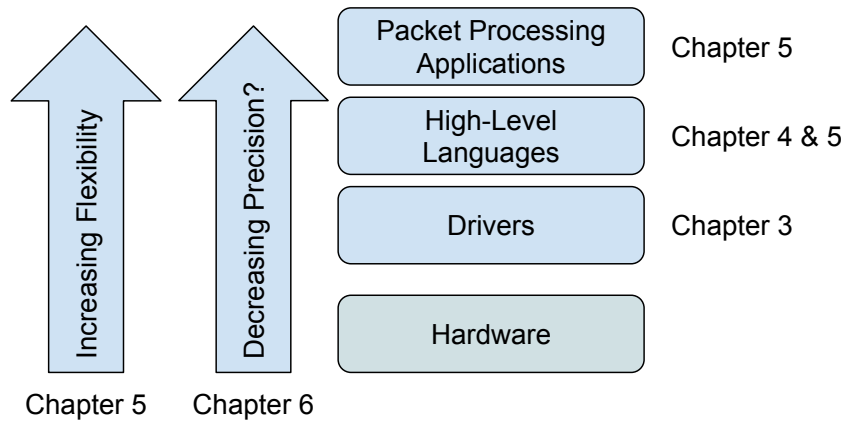 Increasing Flexibility
Decreasing Precision?
Packet Processing
Applications
Chapter 5
High-Level
Languages
Chapter 4 & 5
Drivers
Chapter 3
Hardware
Chapter 5
Chapter 6